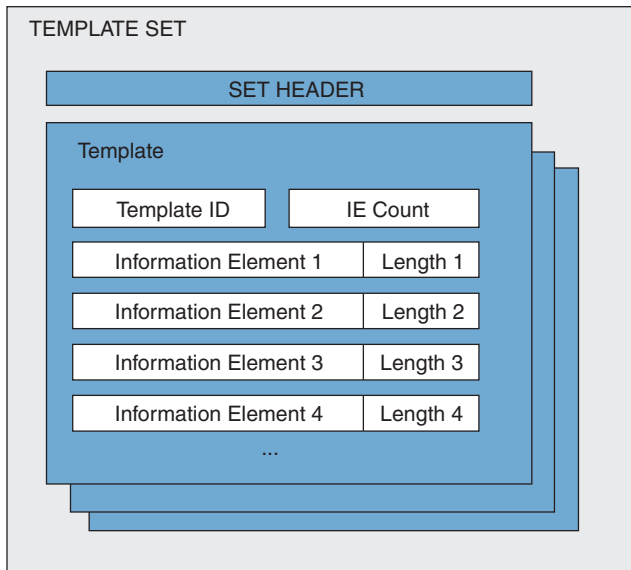 TEMPLATE SET
SET HEADER
Template
Template ID IE Count
Information Element 1 Length 1
Information Element 2 Length 2
Information Element 3 Length 3
Information Element 4 Length 4
...